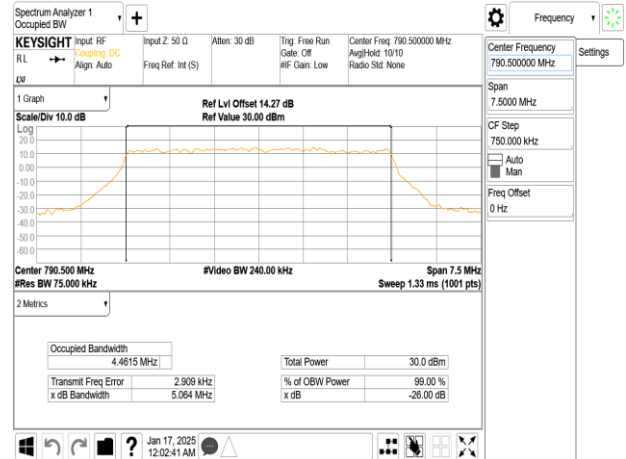 Spectrum Analyzer 1
Occupied BW
Frequency
KEYSIGHT
Input: RF
Input Z: 50 Ω
Atten: 30 dB
Trig: Free Run
Center Freq: 790.500000 MHz
RL
Coupling: DC
Gate: Off
Avg|Hold: 10/10
Align: Auto
Freq Ref: Int (S)
#IF Gain: Low
Radio Std: None
LXI
Center Frequency
790.500000 MHz
Settings
Span
7.5000 MHz
CF Step
750.000 kHz
Auto
Man
Freq Offset
0 Hz
1 Graph
Ref Lvl Offset 14.27 dB
Scale/Div 10.0 dB
Ref Value 30.00 dBm
Log
20.0
10.0
0.00
-10.0
-20.0
-30.0
-40.0
-50.0
-60.0
Center 790.500 MHz
#Video BW 240.00 kHz
Span 7.5 MHz
#Res BW 75.000 kHz
Sweep 1.33 ms (1001 pts)
2 Metrics
Occupied Bandwidth
4.4615 MHz
Total Power
30.0 dBm
Transmit Freq Error
2.909 kHz
% of OBW Power
99.00 %
x dB Bandwidth
5.064 MHz
x dB
-26.00 dB
?
Jan 17, 2025
12:02:41 AM